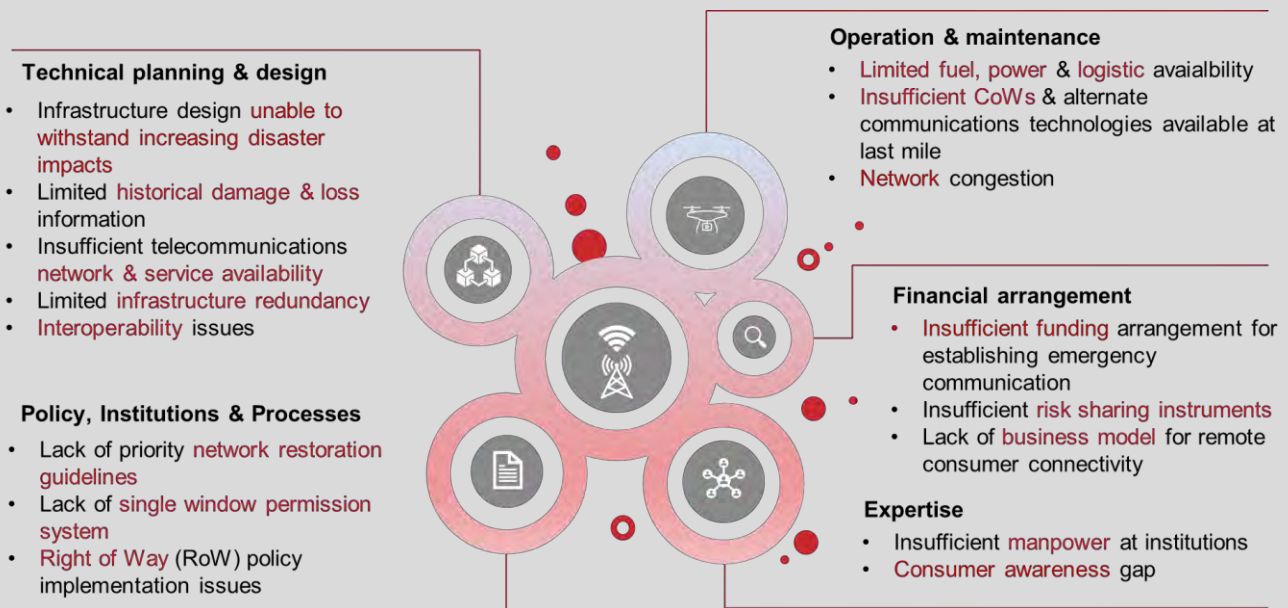 Technical planning & design
• Infrastructure design unable to
withstand increasing disaster
impacts
• Limited historical damage & loss
information
• Insufficient telecommunications
network & service availability
• Limited infrastructure redundancy
• Interoperability issues
Policy, Institutions & Processes
• Lack of priority network restoration
guidelines
• Lack of single window permission
system
• Right of Way (RoW) policy
implementation issues
Operation & maintenance
• Limited fuel, power & logistic avaialbility
• Insufficient CoWs & alternate
communications technologies available at
last mile
• Network congestion
Financial arrangement
• Insufficient funding arrangement for
establishing emergency
communication
• Insufficient risk sharing instruments
• Lack of business model for remote
consumer connectivity
Expertise
• Insufficient manpower at institutions
• Consumer awareness gap